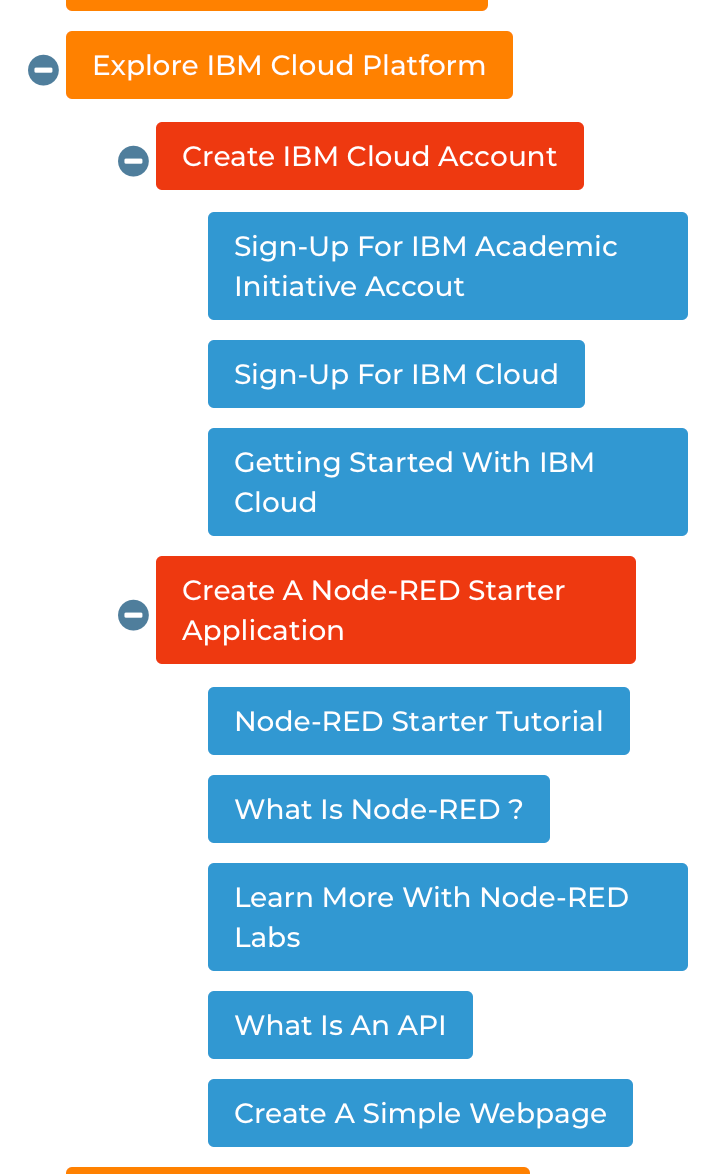 Explore IBM Cloud Platform
Create IBM Cloud Account
Sign-Up For IBM Academic
Initiative Accout
Sign-Up For IBM Cloud
Getting Started With IBM
Cloud
Create A Node-RED Starter
Application
Node-RED Starter Tutorial
What Is Node-RED ?
Learn More With Node-RED
Labs
What Is An API
Create A Simple Webpage